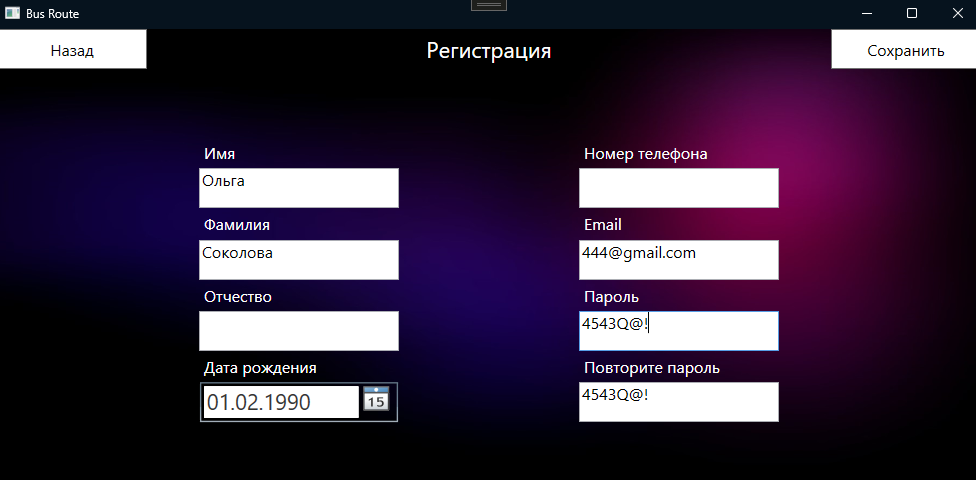 Bus Route
Назад
Регистрация
Сохранить
Имя
Ольга
Фамилия
Соколова
Отчество
Дата рождения
01.02.1990
15
Номер телефона
Email
444@gmail.com
Пароль
4543Q@!
Повторите пароль
4543Q@!